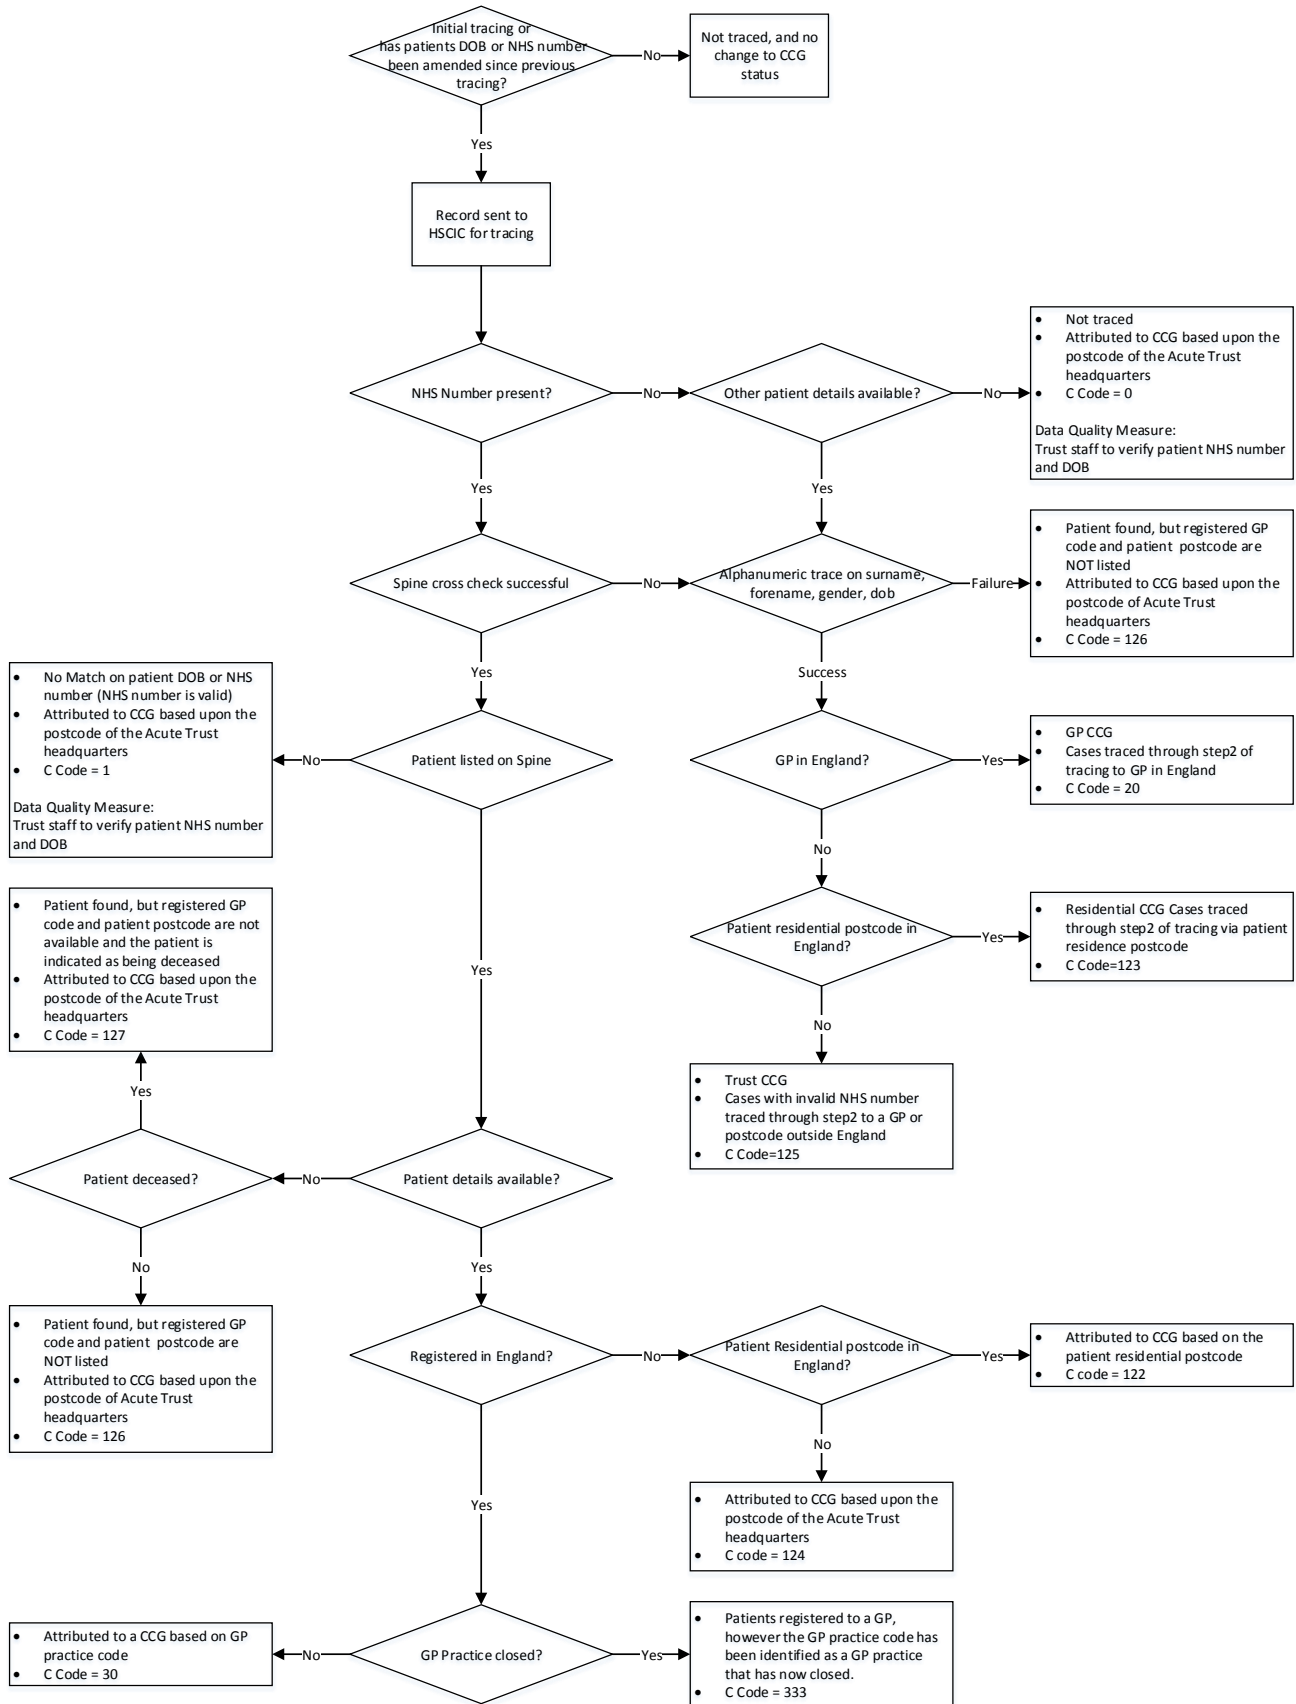 Initial tracing or
has patients DOB or NHS number
been amended since previous
tracing?
No
Not traced, and no
change to CCG
status
Yes
Record sent to
HSCIC for tracing
NHS Number present?
No
Other patient details available?
No
• Not traced
• Attributed to CCG based upon the
postcode of the Acute Trust
headquarters
• C Code = 0
Data Quality Measure:
Trust staff to verify patient NHS number
and DOB
Yes
Yes
Spine cross check successful
No
Alphanumeric trace on surname,
forename, gender, dob
Failure
• Patient found, but registered GP
code and patient postcode are
NOT listed
• Attributed to CCG based upon the
postcode of Acute Trust
headquarters
• C Code = 126
Yes
Success
• No Match on patient DOB or NHS
number (NHS number is valid)
• Attributed to CCG based upon the
postcode of the Acute Trust
headquarters
• C Code = 1
Data Quality Measure:
Trust staff to verify patient NHS number
and DOB
No
Patient listed on Spine
GP in England?
Yes
• GP CCG
• Cases traced through step2 of
tracing to GP in England
• C Code = 20
No
• Patient found, but registered GP
code and patient postcode are not
available and the patient is
indicated as being deceased
• Attributed to CCG based upon the
postcode of the Acute Trust
headquarters
• C Code = 127
Yes
Patient residential postcode in
England?
Yes
• Residential CCG Cases traced
through step2 of tracing via patient
residence postcode
• C Code=123
No
• Trust CCG
• Cases with invalid NHS number
traced through step2 to a GP or
postcode outside England
• C Code=125
Yes
Patient deceased?
No
Patient details available?
No
Yes
• Patient found, but registered GP
code and patient postcode are
NOT listed
• Attributed to CCG based upon the
postcode of Acute Trust
headquarters
• C Code = 126
Registered in England?
No
Patient Residential postcode in
England?
Yes
• Attributed to CCG based on the
patient residential postcode
• C code = 122
No
• Attributed to CCG based upon the
postcode of the Acute Trust
headquarters
• C code = 124
Yes
• Attributed to a CCG based on GP
practice code
• C Code = 30
No
GP Practice closed?
Yes
• Patients registered to a GP,
however the GP practice code has
been identified as a GP practice
that has now closed.
• C Code = 333